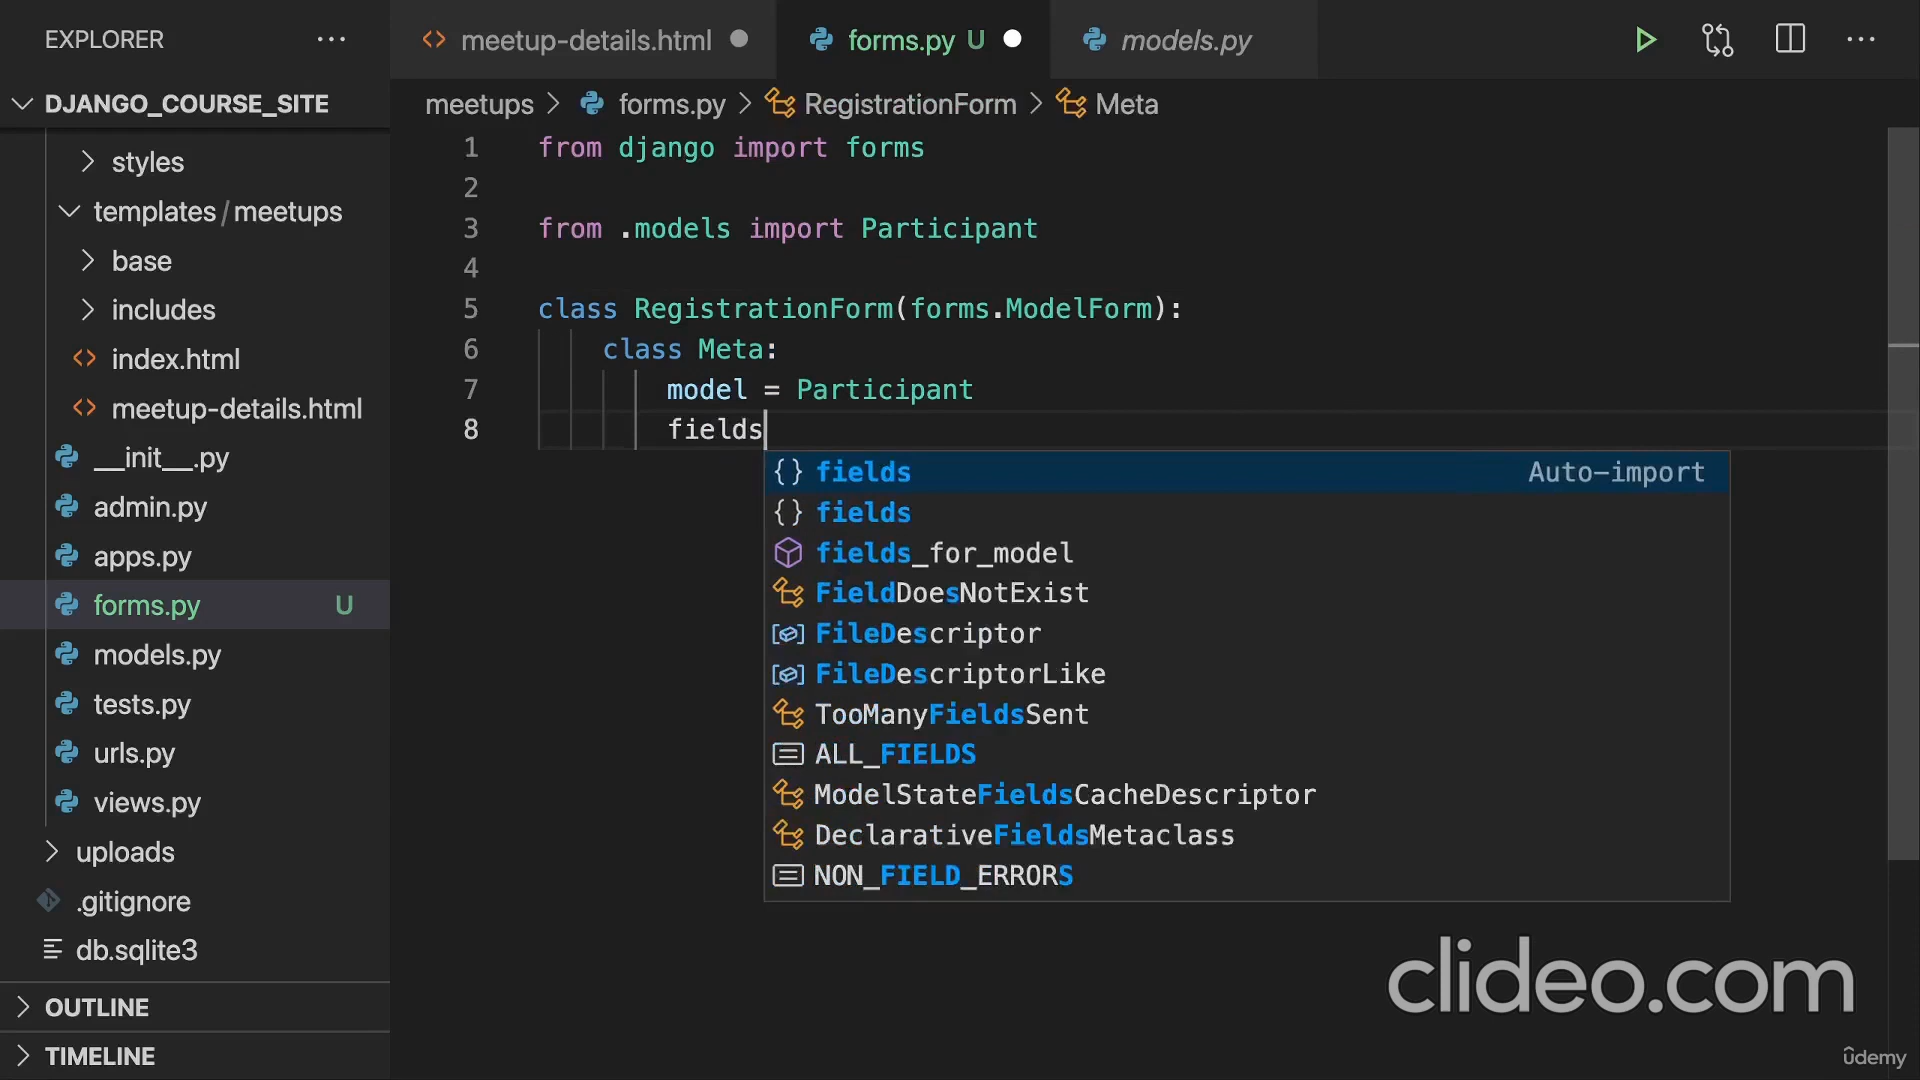 EXPLORER
meetup-details.html
forms.py U
models.py
DJANGO_COURSE_SITE
meetups > forms.py > RegistrationForm > Meta
styles
templates/meetups
base
includes
index.html
meetup-details.html
__init__.py
admin.py
apps.py
forms.py U
models.py
tests.py
urls.py
views.py
uploads
.gitignore
db.sqlite3
OUTLINE
TIMELINE
1 from django import forms
2
3 from .models import Participant
4
5 class RegistrationForm(forms.ModelForm):
6 class Meta:
7 model = Participant
8 fields
{} fields Auto-import
{} fields
fields_for_model
FieldDoesNotExist
FileDescriptor
FileDescriptorLike
TooManyFieldsSent
ALL_FIELDS
ModelStateFieldsCacheDescriptor
DeclarativeFieldsMetaclass
NON_FIELD_ERRORS
clideo.com
ûdemy